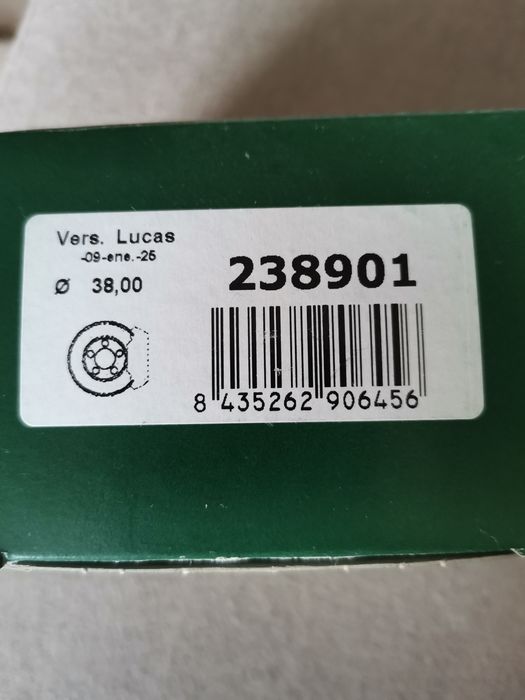 Vers. Lucas
-09-ene.-25
Ø 38,00
238901
8 435262 906456